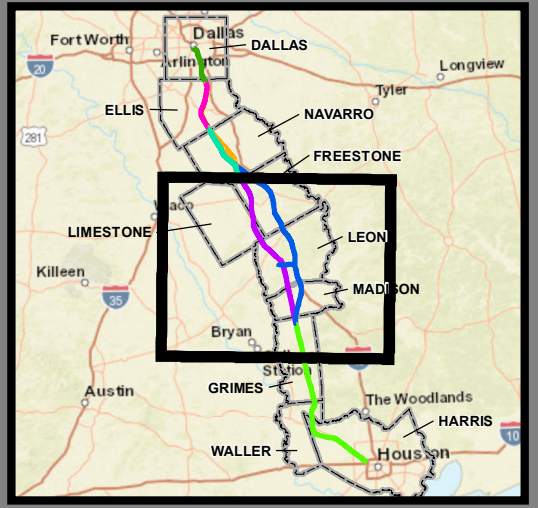 Fort Worth
Dallas
DALLAS
Arlington
20
Longview
Tyler
ELLIS
NAVARRO
281
FREESTONE
Waco
LIMESTONE
LEON
Killeen
MADISON
35
Bryan
Station
GRIMES
Austin
The Woodlands
HARRIS
10
WALLER
Houston